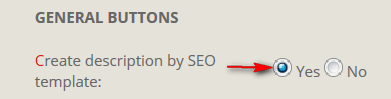 GENERAL BUTTONS
Create description by SEO
template:
Yes No